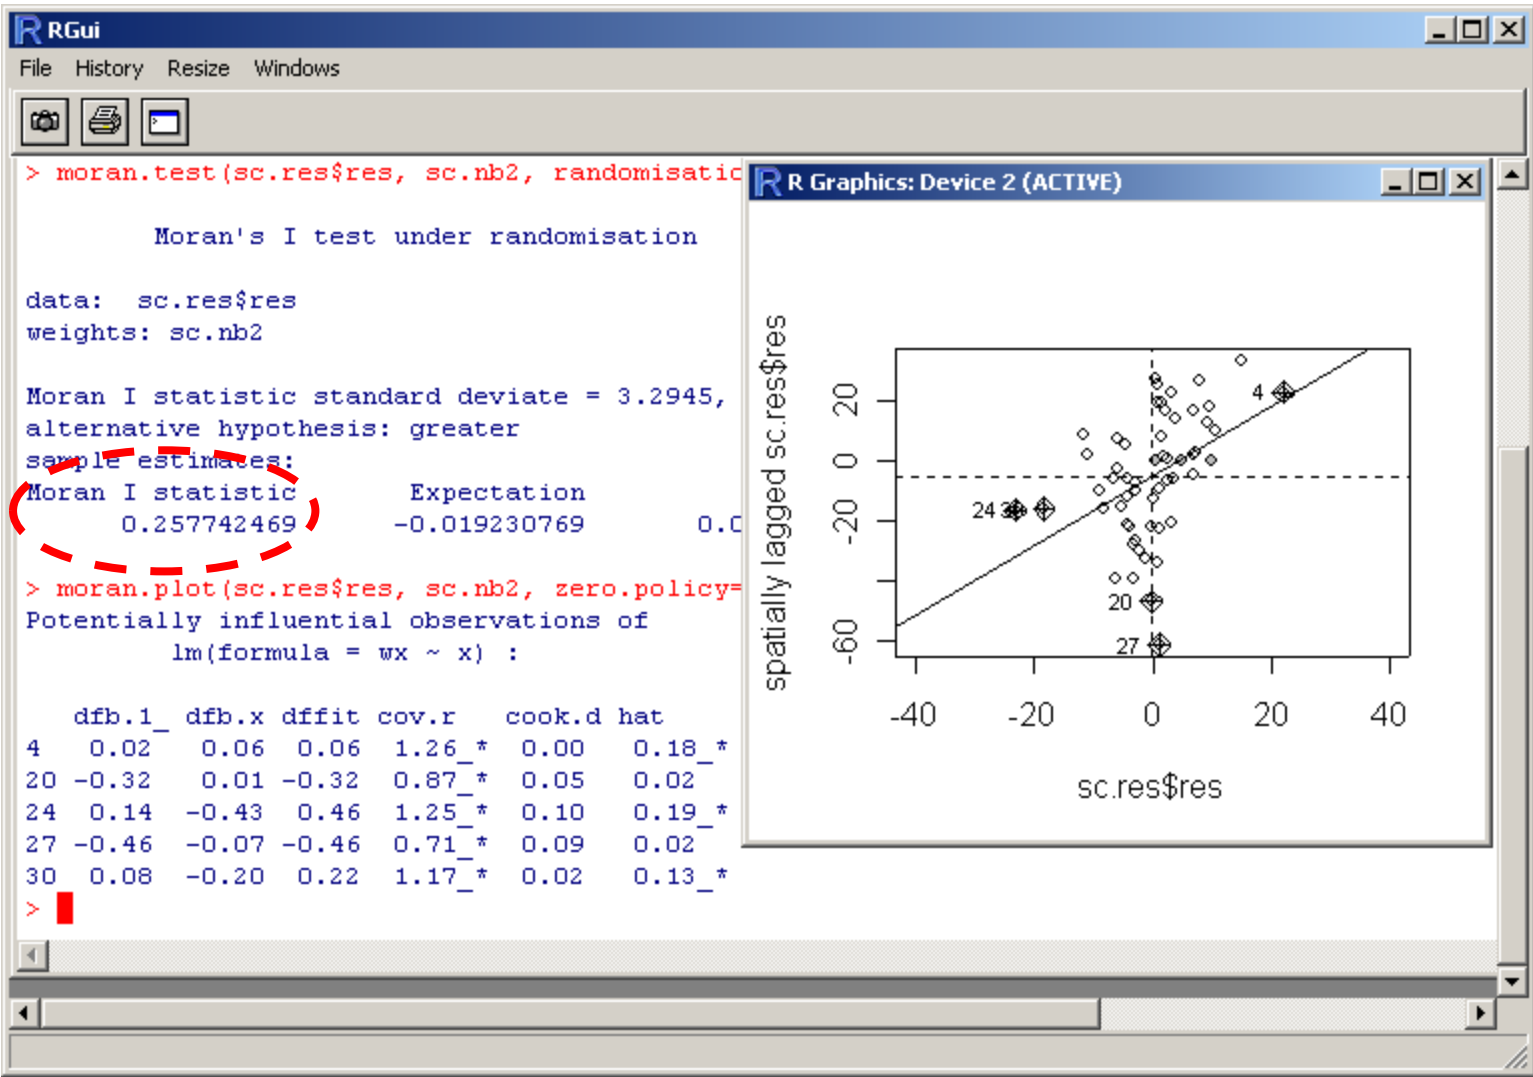 RGui
File History Resize Windows
> moran.test(sc.res$res, sc.nb2,
Moran's I test under randomisation
data: sc.res$res
weights: sc.nb2
Moran I statistic standard deviate = 3.2945,
alternative hypothesis: greater
sample estimates:
Moran I statistic Expectation
0.257742469 -0.019230769
> moran.plot(sc.res$res, sc.nb2, zero.policy=
Potentially influential observations of
lm(formula = wx ~ x) :
dfb.1_ dfb.x dffit cov.r cook.d hat
4 0.02 0.06 0.06 1.26_* 0.00 0.18_*
20 -0.32 0.01 -0.32 0.87_* 0.05 0.02
24 0.14 -0.43 0.46 1.25_* 0.10 0.19_*
27 -0.46 -0.07 -0.46 0.71_* 0.09 0.02
30 0.08 -0.20 0.22 1.17_* 0.02 0.13_*
>
R Graphics: Device 2 (ACTIVE)
spatially lagged sc.res$res
20
0
-20
-60
4
24
20
27
-40 -20 0 20 40
sc.res$res